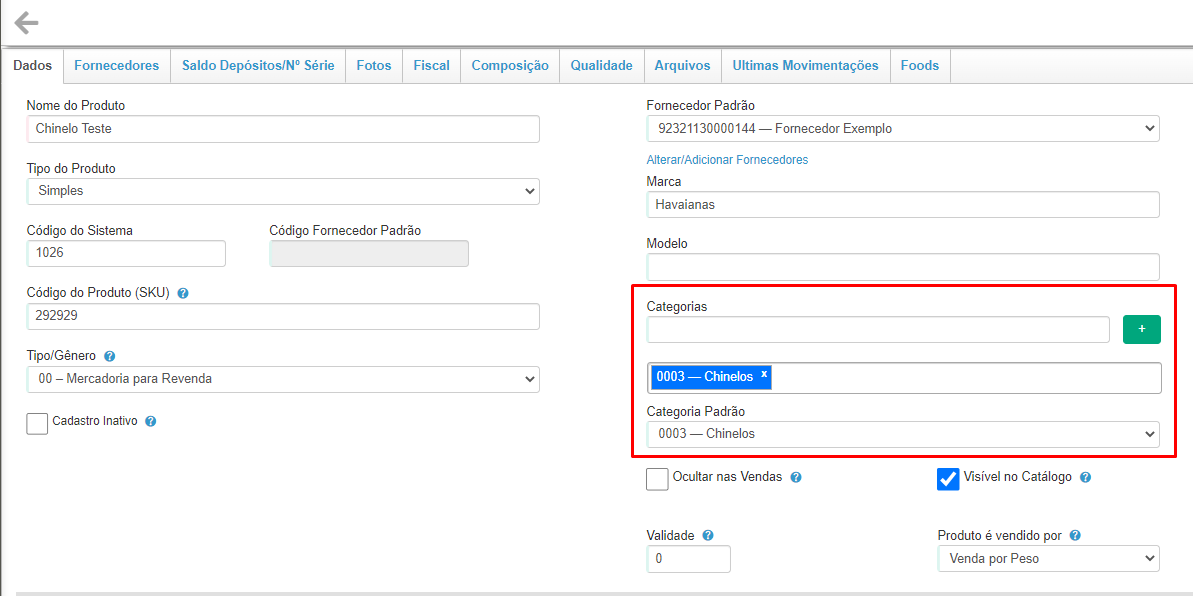 Dados Fornecedores Saldo Depósitos/Nº Série Fotos Fiscal Composição Qualidade Arquivos Ultimas Movimentações Foods
Nome do Produto
Chinelo Teste
Tipo do Produto
Simples
Código do Sistema Código Fornecedor Padrão
1026
Código do Produto (SKU) ?
292929
Tipo/Gênero ?
00 – Mercadoria para Revenda
Cadastro Inativo ?
Fornecedor Padrão
92321130000144 — Fornecedor Exemplo
Alterar/Adicionar Fornecedores
Marca
Havaianas
Modelo
Categorias
+
0003 — Chinelos x
Categoria Padrão
0003 — Chinelos
Ocultar nas Vendas ? Visível no Catálogo ?
Validade ? Produto é vendido por ?
0 Venda por Peso